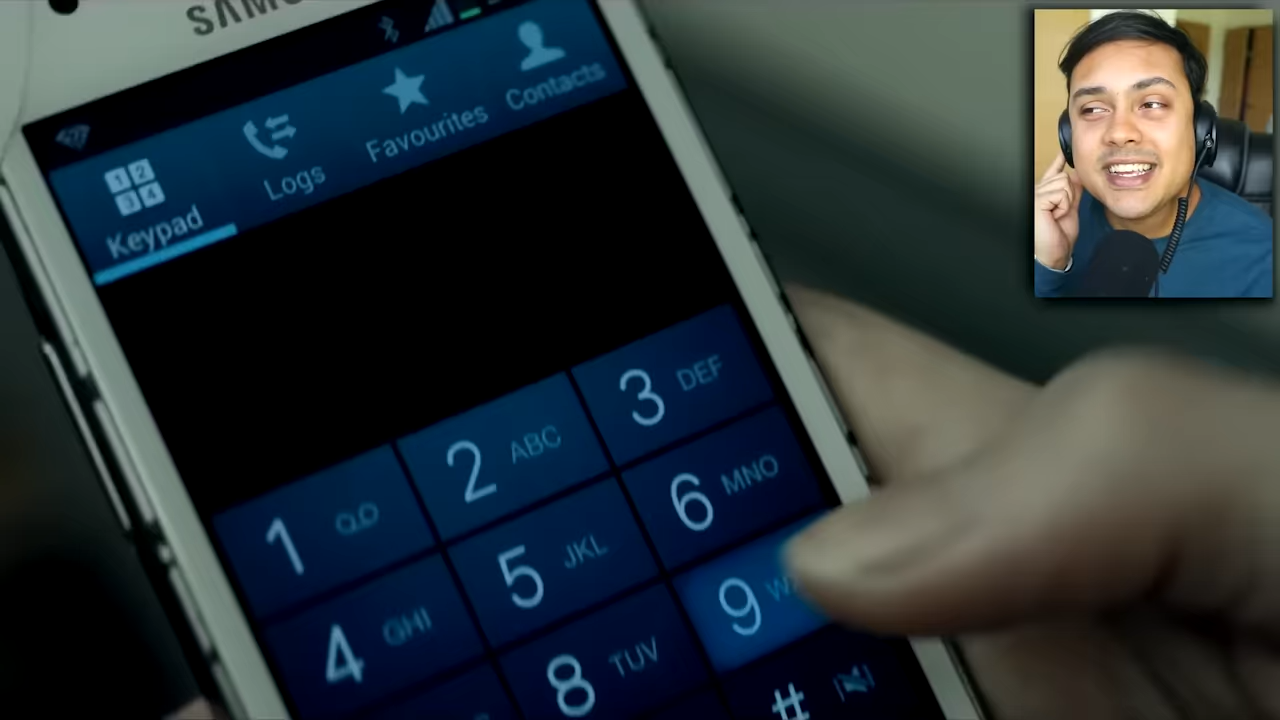 SAMS
Keypad
Logs
Favourites
Contacts
1
2 ABC
3 DEF
4 GHI
5 JKL
6 MNO
8 TUV
9
#